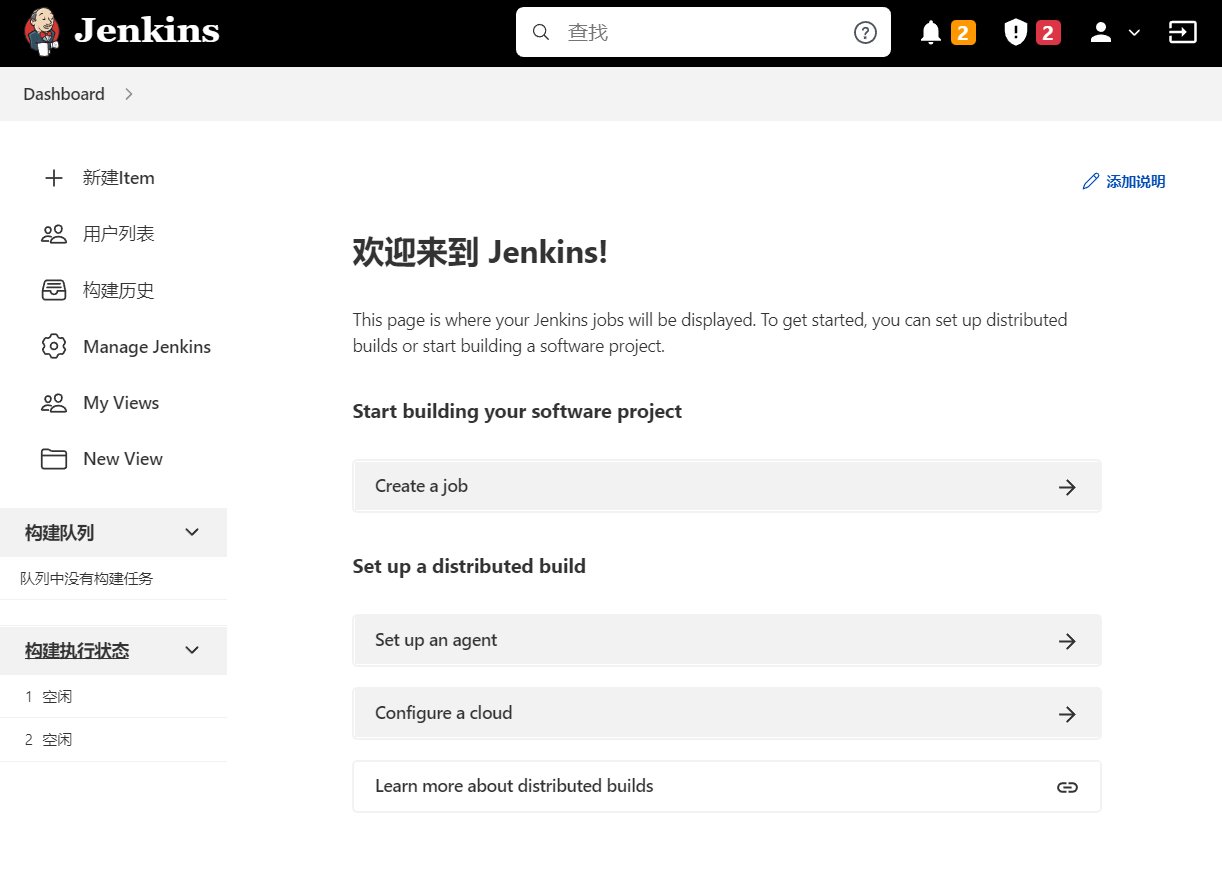 Jenkins
查找
2
2
Dashboard
新建Item
用户列表
构建历史
Manage Jenkins
My Views
New View
构建队列
队列中没有构建任务
构建执行状态
1 空闲
2 空闲
添加说明
欢迎来到 Jenkins!
This page is where your Jenkins jobs will be displayed. To get started, you can set up distributed
builds or start building a software project.
Start building your software project
Create a job
Set up a distributed build
Set up an agent
Configure a cloud
Learn more about distributed builds